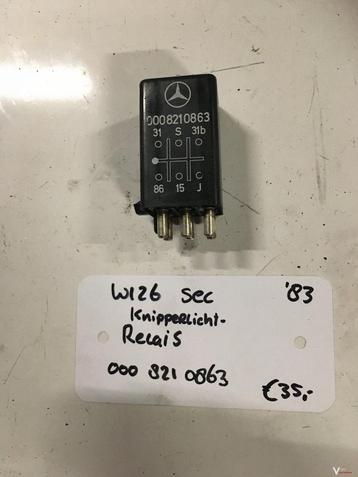 0008210863
31 S 31b
86 15 J
W126 Sec '83
Knipperlicht-
Relais
000 821 0863
€35,-